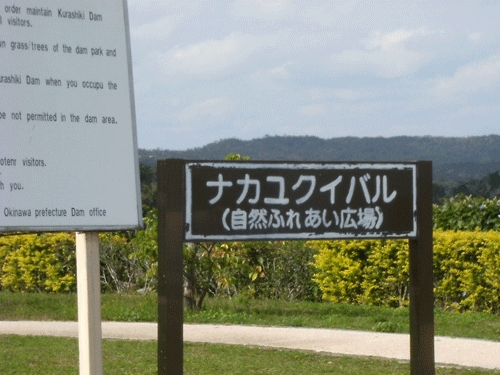 order maintain Kurashiki Dam
visitors.
grass/trees of the dam park and
Dam when you occupy the
be not permitted in the dam area.
visitors.
you.
Okinawa prefecture Dam office
ナカユクイバル
(自然ふれあい広場)